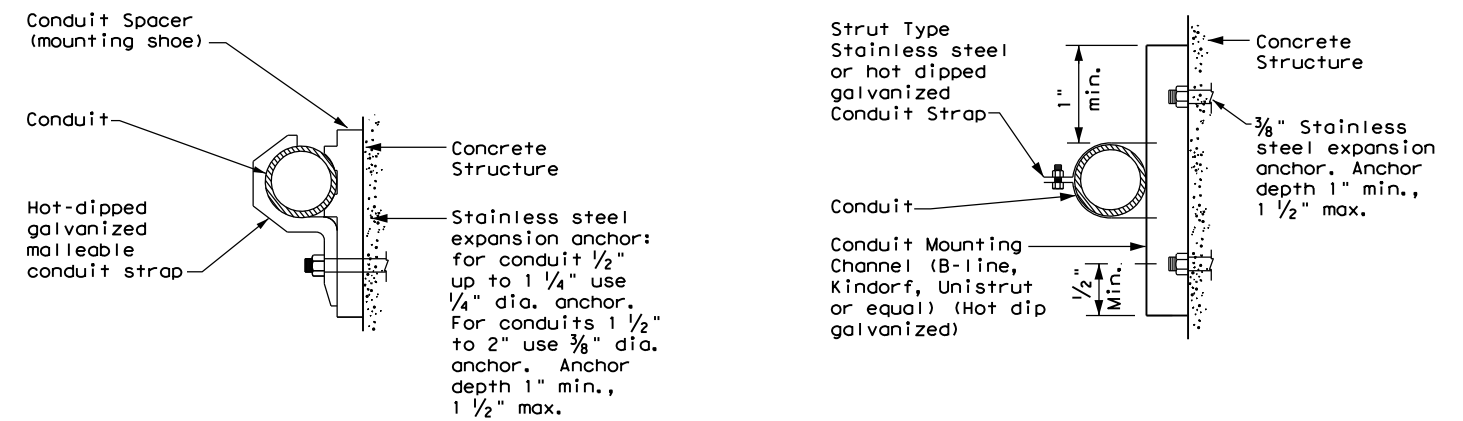 Conduit Spacer
(mounting shoe)
Conduit
Hot-dipped
galvanized
malleable
conduit strap
Concrete
Structure
Stainless steel
expansion anchor:
for conduit 1/2"
up to 1 1/4" use
1/4" dia. anchor.
For conduits 1 1/2"
to 2" use 3/8" dia.
anchor. Anchor
depth 1" min.,
1 1/2" max.
Strut Type
Stainless steel
or hot dipped
galvanized
Conduit Strap
Conduit
Conduit Mounting
Channel (B-line,
Kindorf, Unistrut
or equal) (Hot dip
galvanized)
1"
min.
1/2"
Min.
Concrete
Structure
3/8" Stainless
steel expansion
anchor. Anchor
depth 1" min.,
1 1/2" max.